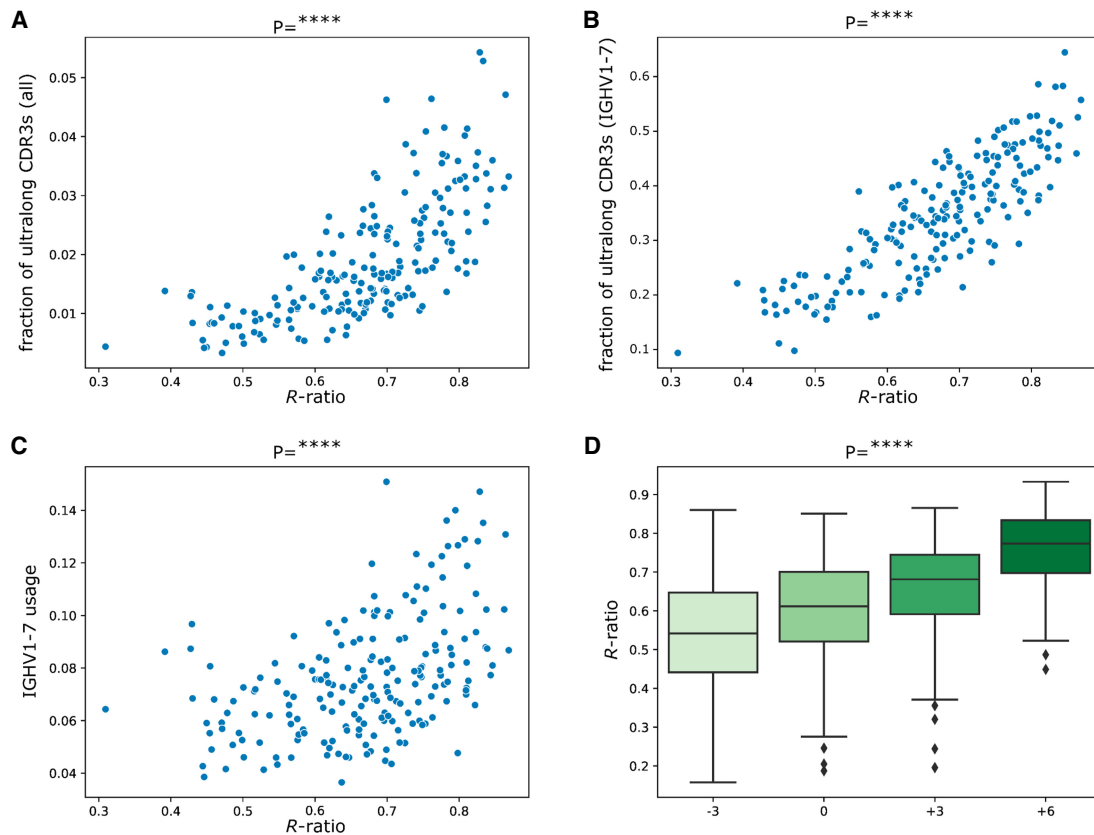 A
P=****
fraction of ultralong CDR3s (all)
0.05
0.04
0.03
0.02
0.01
0.3 0.4 0.5 0.6 0.7 0.8
R-ratio
B
P=****
fraction of ultralong CDR3s (IGHV1-7)
0.6
0.5
0.4
0.3
0.2
0.1
0.3 0.4 0.5 0.6 0.7 0.8
R-ratio
C
P=****
IGHV1-7 usage
0.14
0.12
0.10
0.08
0.06
0.04
0.3 0.4 0.5 0.6 0.7 0.8
R-ratio
D
P=****
R-ratio
0.9
0.8
0.7
0.6
0.5
0.4
0.3
0.2
-3 0 +3 +6